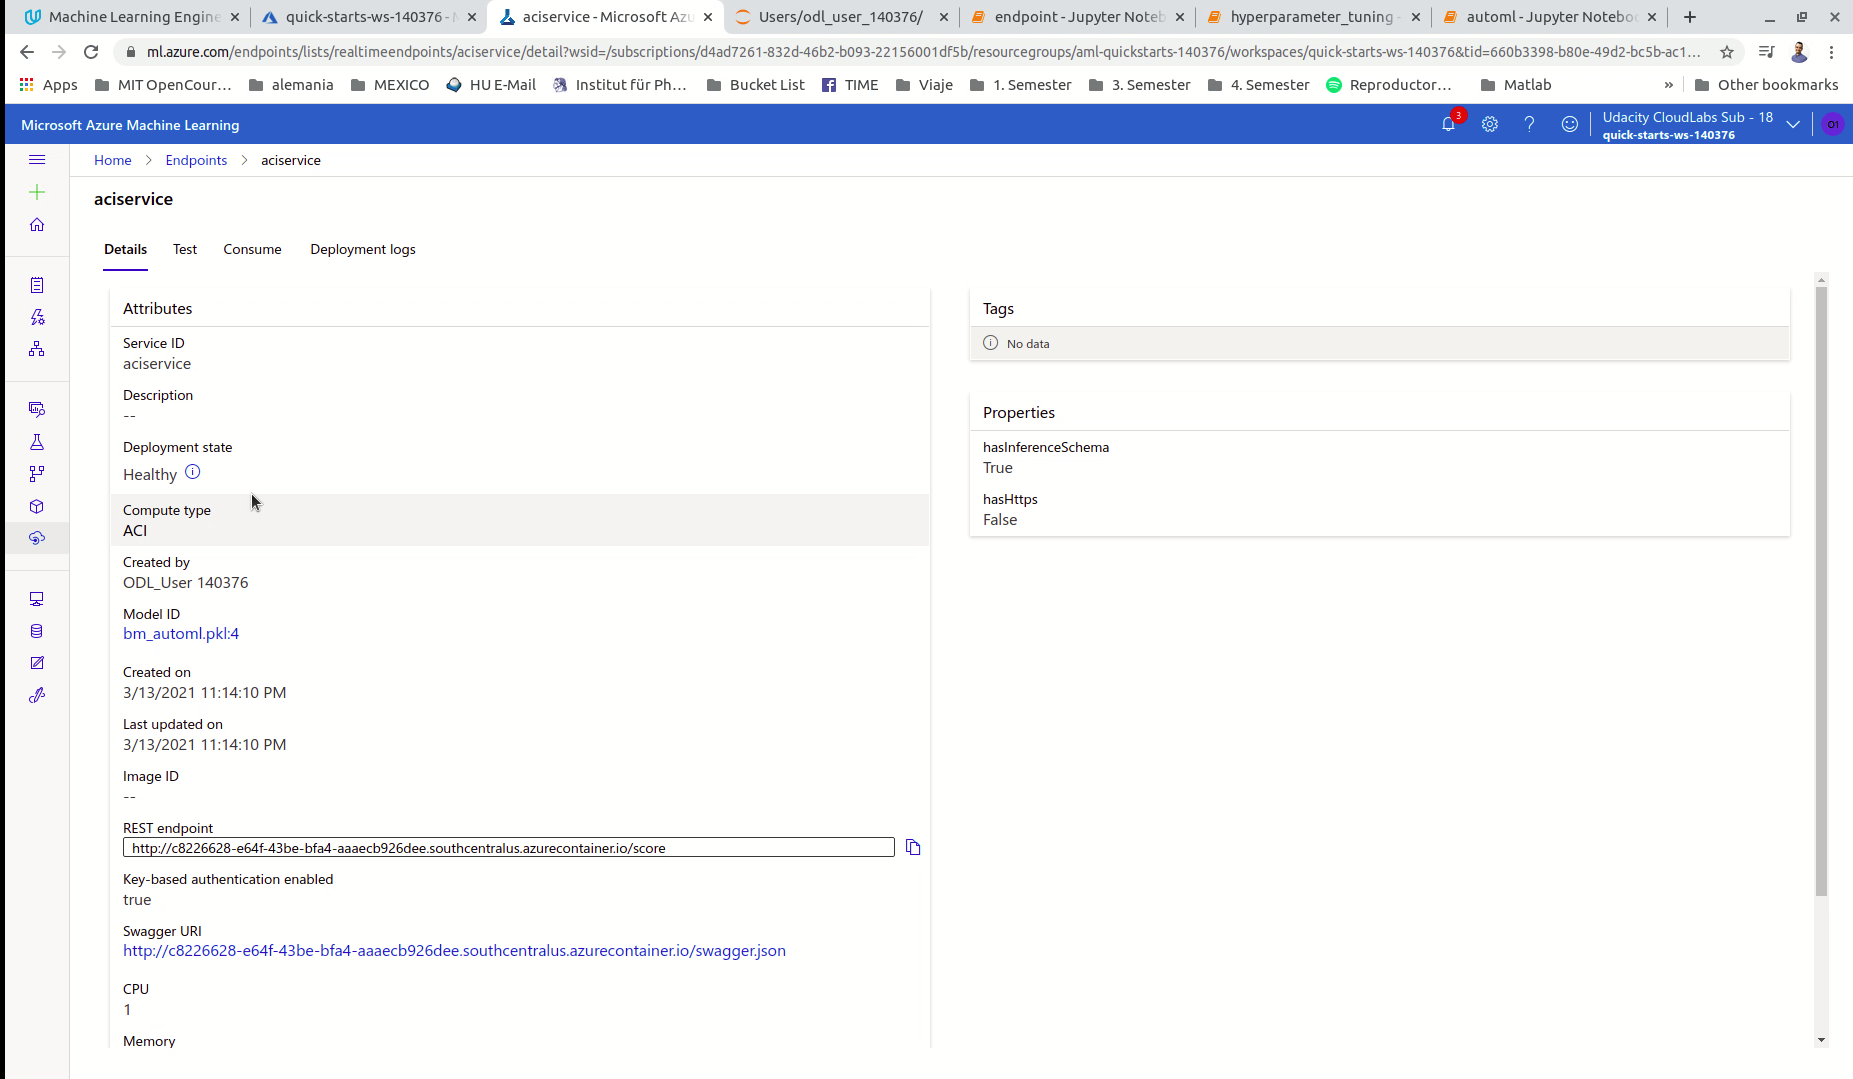 Machine Learning Engine
quick-starts-ws-140376 - M
aciservice - Microsoft Azu
Users/odl_user_140376/
endpoint - Jupyter Noteb
hyperparameter_tuning -
automl - Jupyter Noteboo
ml.azure.com/endpoints/lists/realtimeendpoints/aciservice/detail?wsid=/subscriptions/d4ad7261-832d-46b2-b093-22156001df5b/resourcegroups/aml-quickstarts-140376/workspaces/quick-starts-ws-140376&tid=660b3398-b80e-49d2-bc5b-ac1...
Apps
MIT OpenCour...
alemania
MEXICO
HU E-Mail
Institut für Ph...
Bucket List
TIME
Viaje
1. Semester
3. Semester
4. Semester
Reproductor...
Matlab
»
Other bookmarks
Microsoft Azure Machine Learning
3
Udacity CloudLabs Sub - 18
quick-starts-ws-140376
O1
Home > Endpoints > aciservice
aciservice
Details
Test
Consume
Deployment logs
Attributes
Service ID
aciservice
Description
--
Deployment state
Healthy
Compute type
ACI
Created by
ODL_User 140376
Model ID
bm_automl.pkl:4
Created on
3/13/2021 11:14:10 PM
Last updated on
3/13/2021 11:14:10 PM
Image ID
--
REST endpoint
http://c8226628-e64f-43be-bfa4-aaaecb926dee.southcentralus.azurecontainer.io/score
Key-based authentication enabled
true
Swagger URI
http://c8226628-e64f-43be-bfa4-aaaecb926dee.southcentralus.azurecontainer.io/swagger.json
CPU
1
Memory
Tags
No data
Properties
hasInferenceSchema
True
hasHttps
False